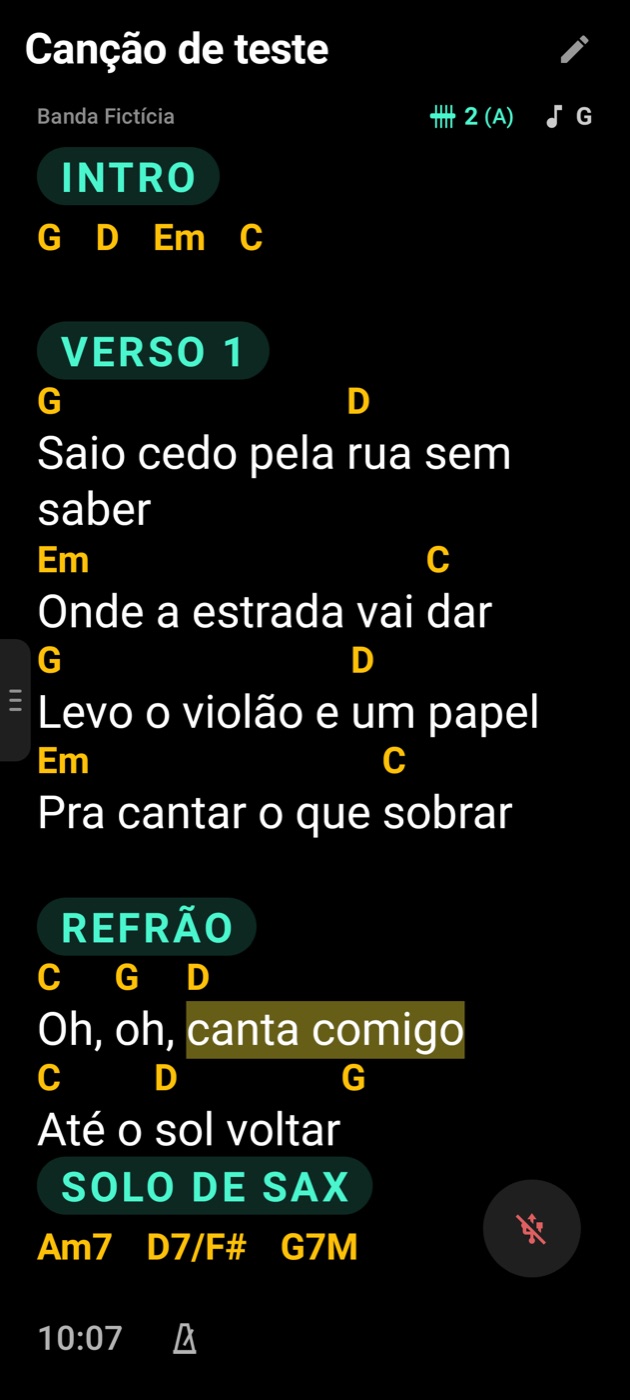 Canção de teste
Banda Fictícia 2 (A) G
INTRO
G D Em C
VERSO 1
G D
Saio cedo pela rua sem
saber
Em C
Onde a estrada vai dar
G D
Levo o violão e um papel
Em C
Pra cantar o que sobrar
REFRÃO
C G D
Oh, oh, canta comigo
C D G
Até o sol voltar
SOLO DE SAX
Am7 D7/F# G7M
10:07